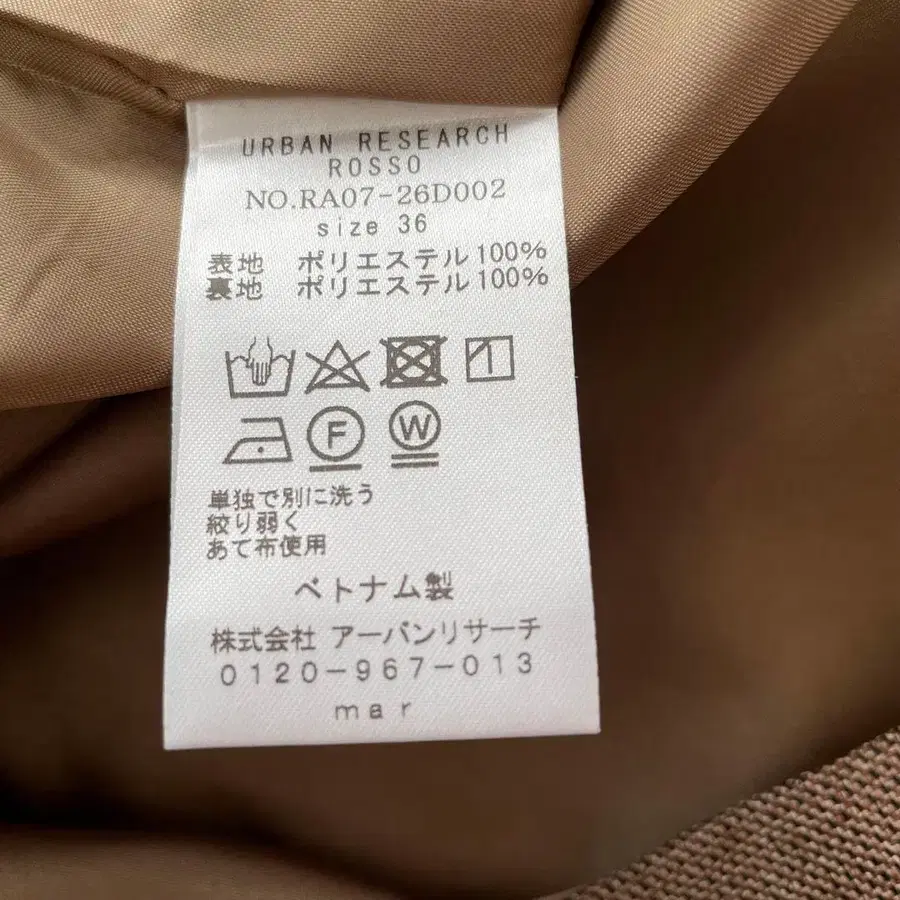 URBAN RESEARCH
ROSSO
NO.RA07-26D002
size 36
表地 ポリエステル100%
裏地 ポリエステル100%
F W
単独で別に洗う
絞り弱く
あて布使用
ベトナム製
株式会社 アーバンリサーチ
0120-967-013
mar